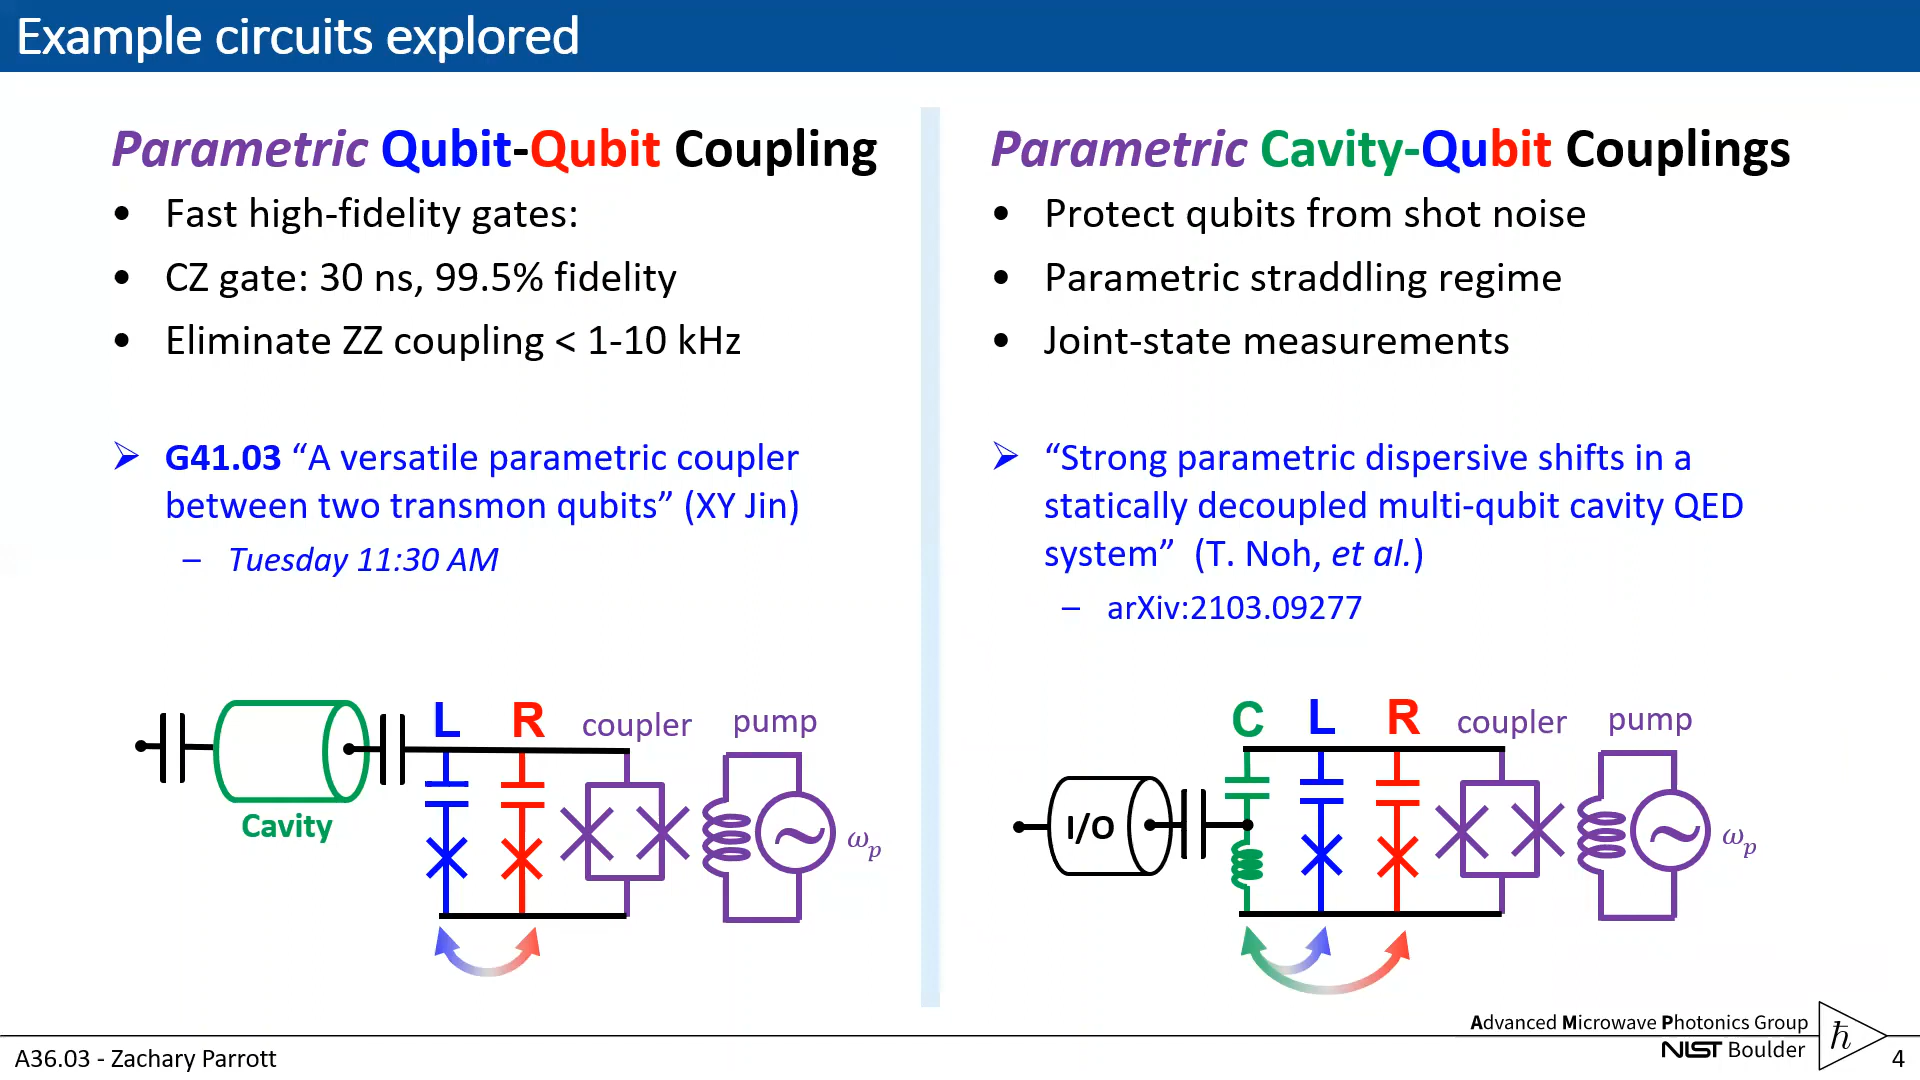 Example circuits explored
Parametric Qubit-Qubit Coupling
• Fast high-fidelity gates:
• CZ gate: 30 ns, 99.5% fidelity
• Eliminate ZZ coupling < 1-10 kHz
➢ G41.03 “A versatile parametric coupler
between two transmon qubits” (XY Jin)
– Tuesday 11:30 AM
L R coupler pump
Cavity
ω_p
Parametric Cavity-Qubit Couplings
• Protect qubits from shot noise
• Parametric straddling regime
• Joint-state measurements
➢ “Strong parametric dispersive shifts in a
statically decoupled multi-qubit cavity QED
system” (T. Noh, et al.)
– arXiv:2103.09277
C L R coupler pump
I/O
ω_p
Advanced Microwave Photonics Group
NIST Boulder
ħ
A36.03 - Zachary Parrott
4